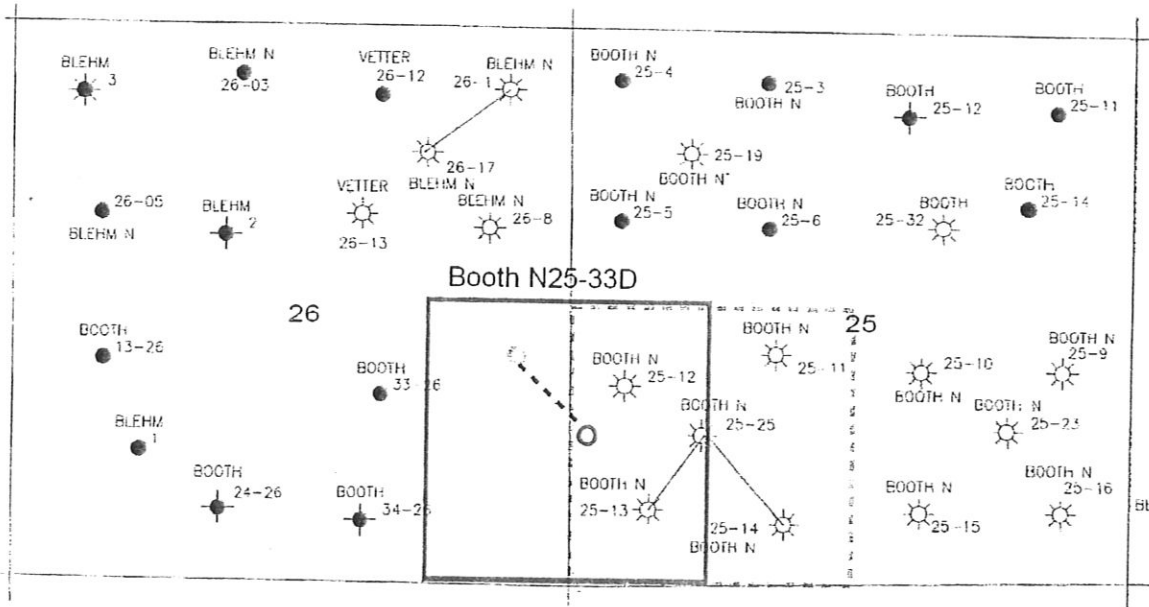 BLEHM
3
BLEHM N
26-03
VETTER
26-12
BLEHM N
26-1
BOOTH N
25-4
25-3
BOOTH N
BOOTH
25-12
BOOTH
25-11
26-17
BLEHM N
25-19
BOOTH N
26-05
BLEHM N
BLEHM
2
VETTER
26-13
BLEHM N
26-8
BOOTH N
25-5
BOOTH N
25-6
BOOTH
25-32
BOOTH
25-14
Booth N25-33D
26
25
BOOTH
13-26
BOOTH
33-26
BOOTH N
25-12
BOOTH N
25-11
25-10
BOOTH N
BOOTH N
25-9
BLEHM
1
BOOTH N
25-25
BOOTH N
25-23
BOOTH
24-26
BOOTH
34-26
BOOTH N
25-13
25-14
BOOTH N
BOOTH N
25-15
BOOTH N
25-16